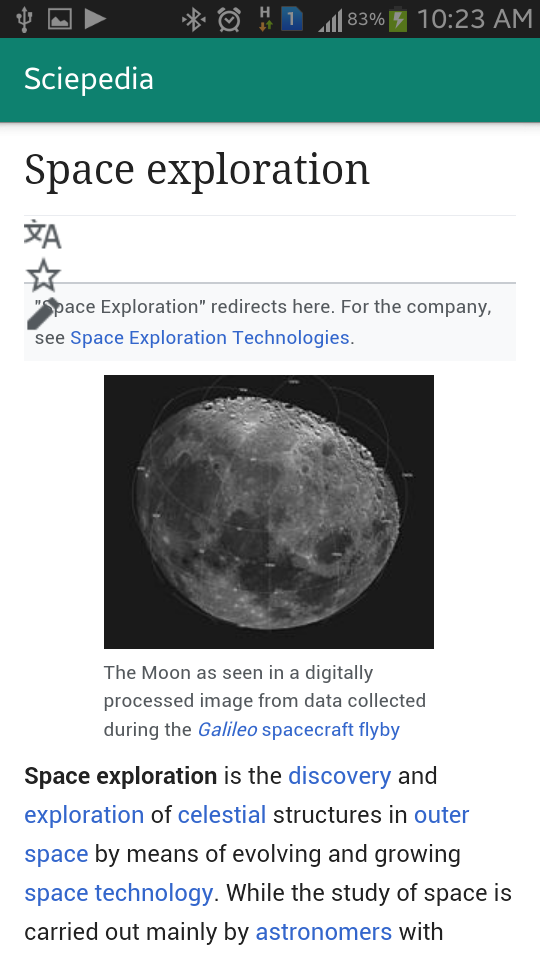 H 1 83% 10:23 AM
Sciepedia
Space exploration
文A
"Space Exploration" redirects here. For the company,
see Space Exploration Technologies.
The Moon as seen in a digitally
processed image from data collected
during the Galileo spacecraft flyby
Space exploration is the discovery and
exploration of celestial structures in outer
space by means of evolving and growing
space technology. While the study of space is
carried out mainly by astronomers with